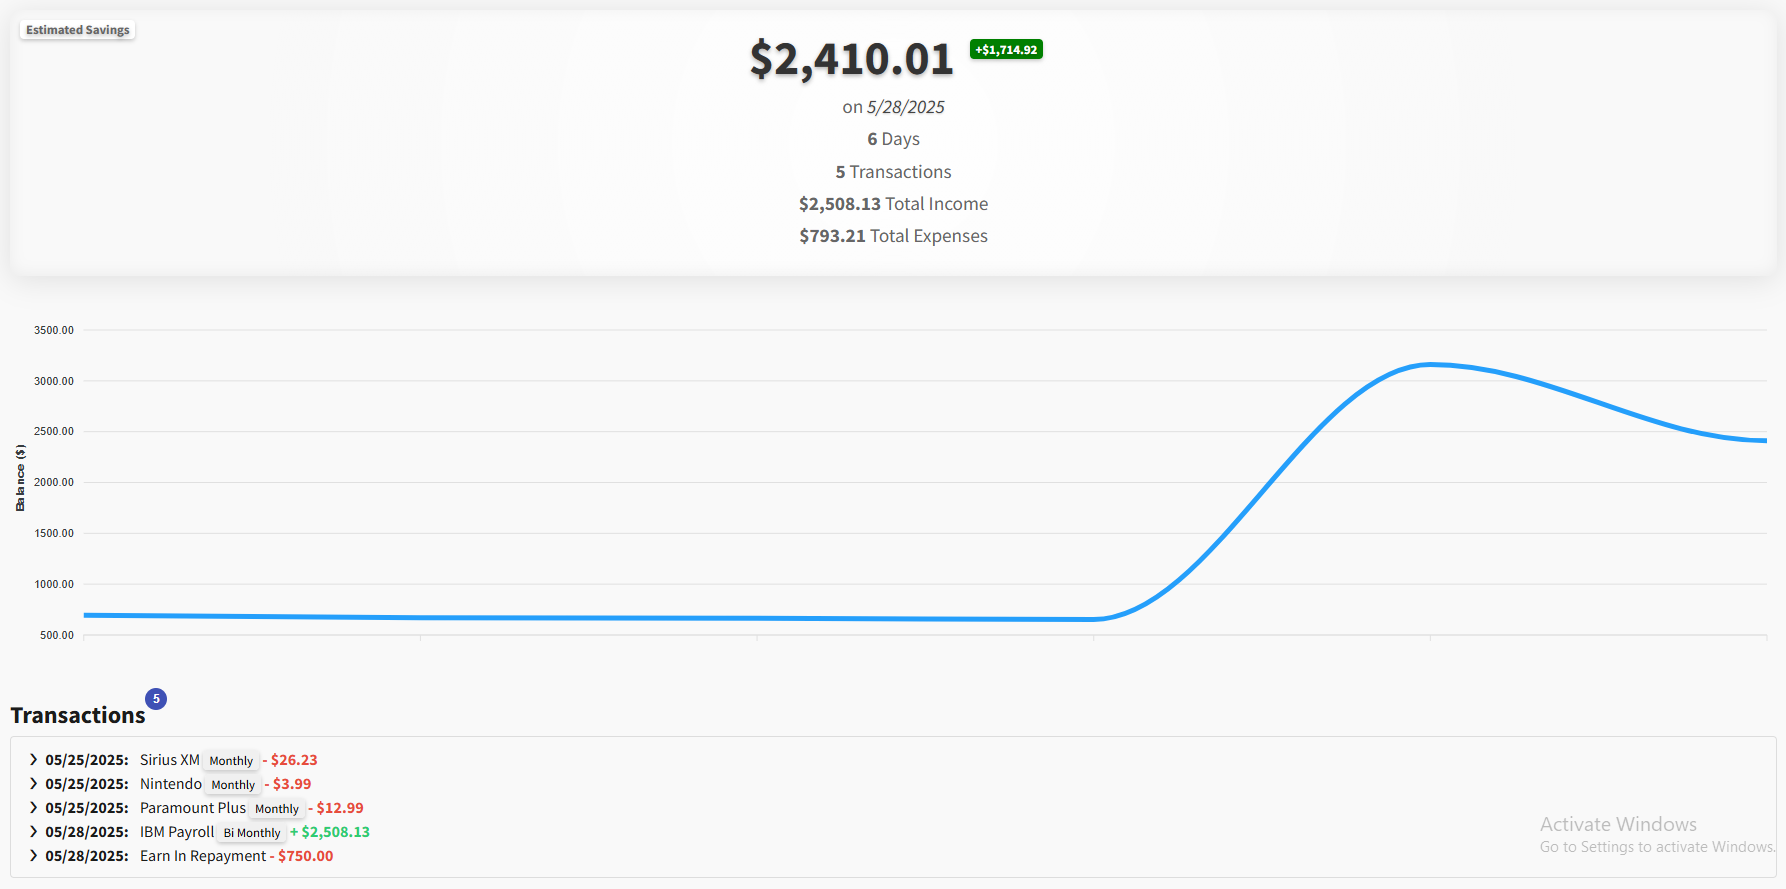 Estimated Savings
$2,410.01 +$1,714.92
on 5/28/2025
6 Days
5 Transactions
$2,508.13 Total Income
$793.21 Total Expenses
3500.00
3000.00
2500.00
2000.00
1500.00
1000.00
500.00
Balance ($)
Transactions 5
05/25/2025: Sirius XM Monthly - $26.23
05/25/2025: Nintendo Monthly - $3.99
05/25/2025: Paramount Plus Monthly - $12.99
05/28/2025: IBM Payroll Bi Monthly + $2,508.13
05/28/2025: Earn In Repayment - $750.00
Activate Windows
Go to Settings to activate Windows.